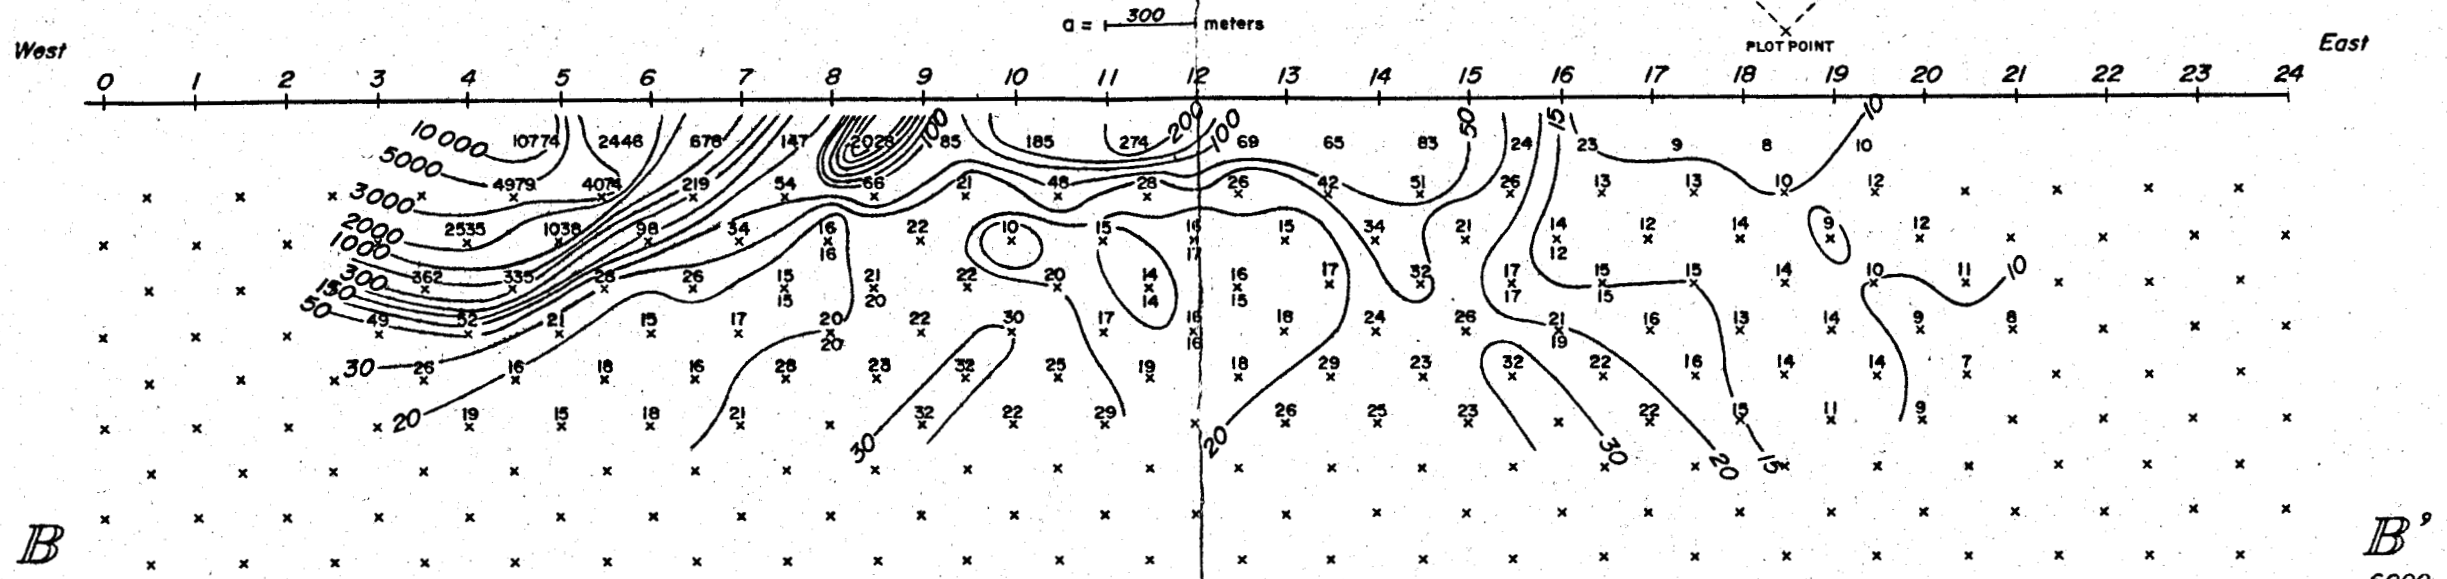 a = 300 meters
West
PLOT POINT
East
0 1 2 3 4 5 6 7 8 9 10 11 12 13 14 15 16 17 18 19 20 21 22 23 24
10000 10774 2446 678 147 2028 100 85 185 274 200 100 69 65 83 50 24 15 23 9 8 10 10
5000
4979 4074 219 54 66 21 48 28 26 42 51 26 13 13 10 12
3000
2000 2535 1038 98 34 16 22 10 15 16 15 34 21 14 12 14 9 12
1000 16 17 12
300 362 335 28 26 15 21 22 20 14 16 17 32 17 15 15 14 10 11 10
150 15 20 14 15 17 15
50 49 52 21 15 17 20 22 30 17 16 18 24 26 21 16 13 14 9 8
20 16 19
30 26 16 18 16 28 28 32 25 19 18 29 23 32 22 16 14 14 7
20 19 15 18 21 32 22 29 26 25 23 22 15 11 9
30 20 30 20 15
B B'